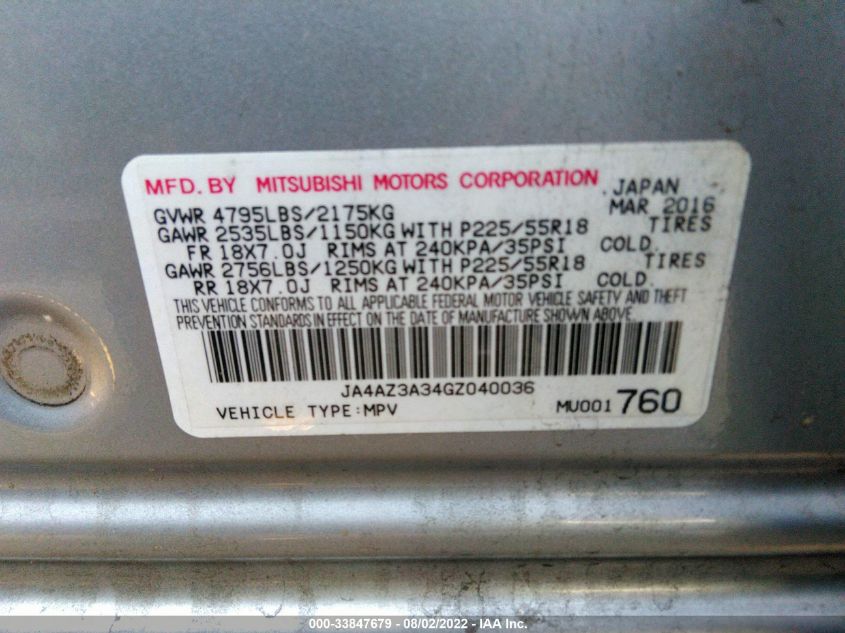 MFD. BY MITSUBISHI MOTORS CORPORATION JAPAN
GVWR 4795LBS/2175KG MAR 2016
GAWR 2535LBS/1150KG WITH P225/55R18 TIRES
FR 18X7.0J RIMS AT 240KPA/35PSI COLD.
GAWR 2756LBS/1250KG WITH P225/55R18 TIRES
RR 18X7.0J RIMS AT 240KPA/35PSI COLD.
THIS VEHICLE CONFORMS TO ALL APPLICABLE FEDERAL MOTOR VEHICLE SAFETY AND THEFT
PREVENTION STANDARDS IN EFFECT ON THE DATE OF MANUFACTURE SHOWN ABOVE.
JA4AZ3A34GZ040036
VEHICLE TYPE:MPV MU001 760
000-33847679 - 08/02/2022 - IAA Inc.